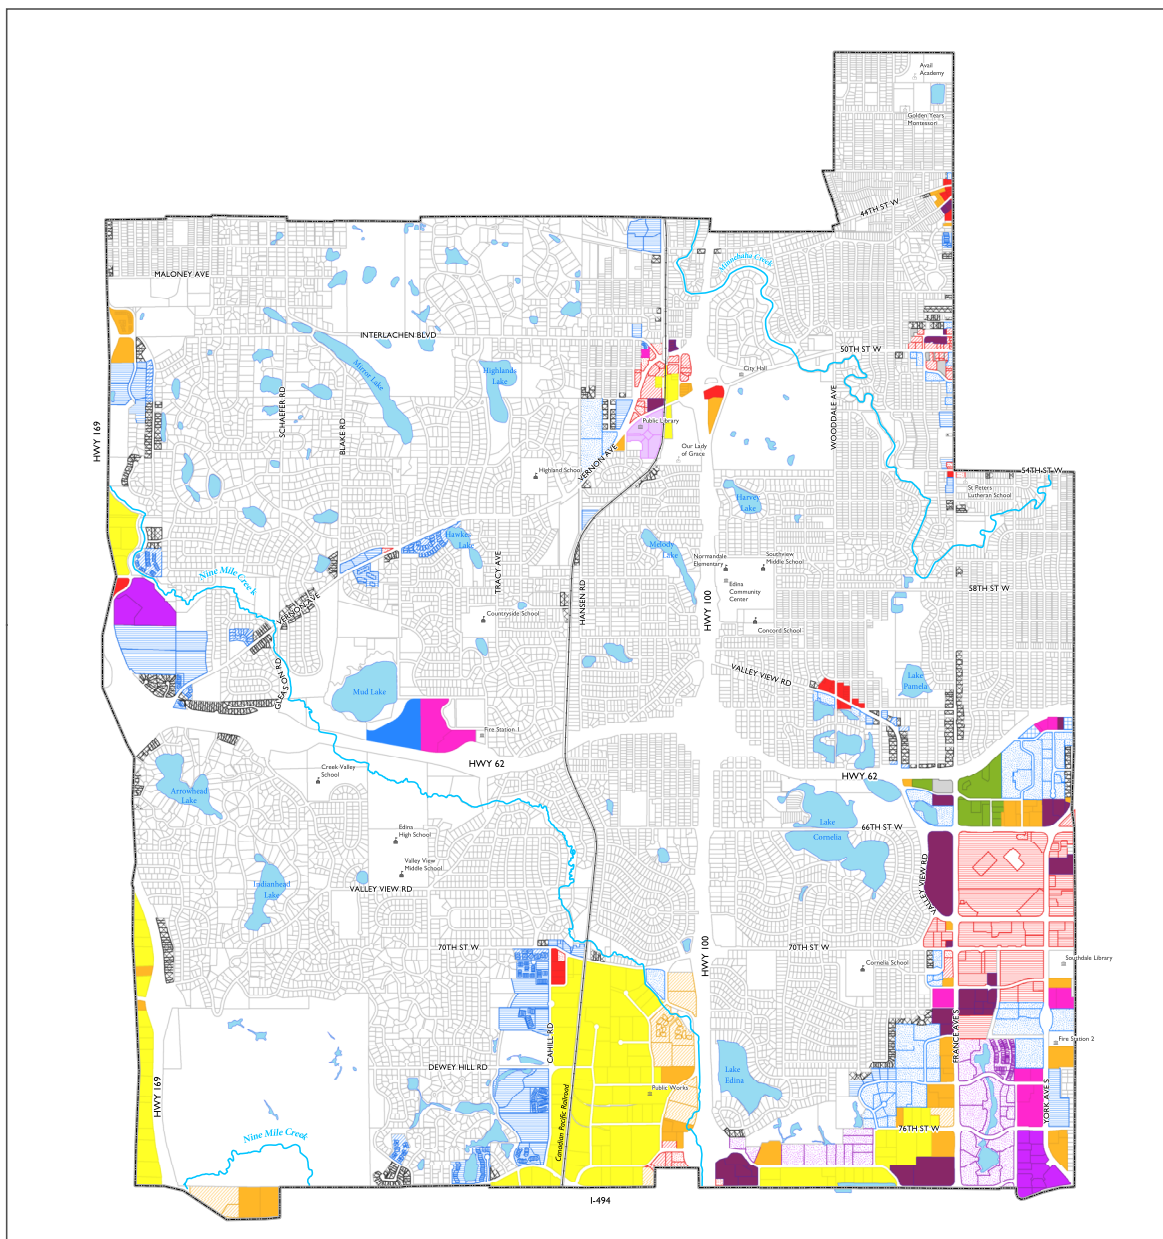 Avail
Academy
Golden Years
Montessori
44TH ST W
Minnehaha Creek
MALONEY AVE
INTERLACHEN BLVD
50TH ST W
City Hall
Mirror Lake
Highlands
Lake
SCHAEFER RD
BLAKE RD
WOODDALE AVE
HWY 169
Public Library
Our Lady
of Grace
VERNON AVE
Highland School
54TH ST W
St Peters
Lutheran School
Harvey
Lake
Hawkes
Lake
Melody
Lake
Normandale
Elementary
Southview
Middle School
TRACY AVE
Nine Mile Creek
Edina
Community
Center
58TH ST W
HANSEN RD
HWY 100
VERNON AVE
Countryside School
Concord School
GLEASON RD
VALLEY VIEW RD
Lake
Pamela
Mud Lake
Fire Station 1
HWY 62
HWY 62
Creek Valley
School
Arrowhead
Lake
Lake
Cornelia
66TH ST W
Edina
High School
Valley View
Middle School
VALLEY VIEW RD
Indianhead
Lake
VALLEY VIEW RD
70TH ST W
70TH ST W
HWY 100
Cornelia School
Southdale Library
CAHILL RD
FRANCE AVE S
Fire Station 2
DEWEY HILL RD
Lake
Edina
Public Works
HWY 169
YORK AVE S
Canadian Pacific Railroad
76TH ST W
Nine Mile Creek
I-494